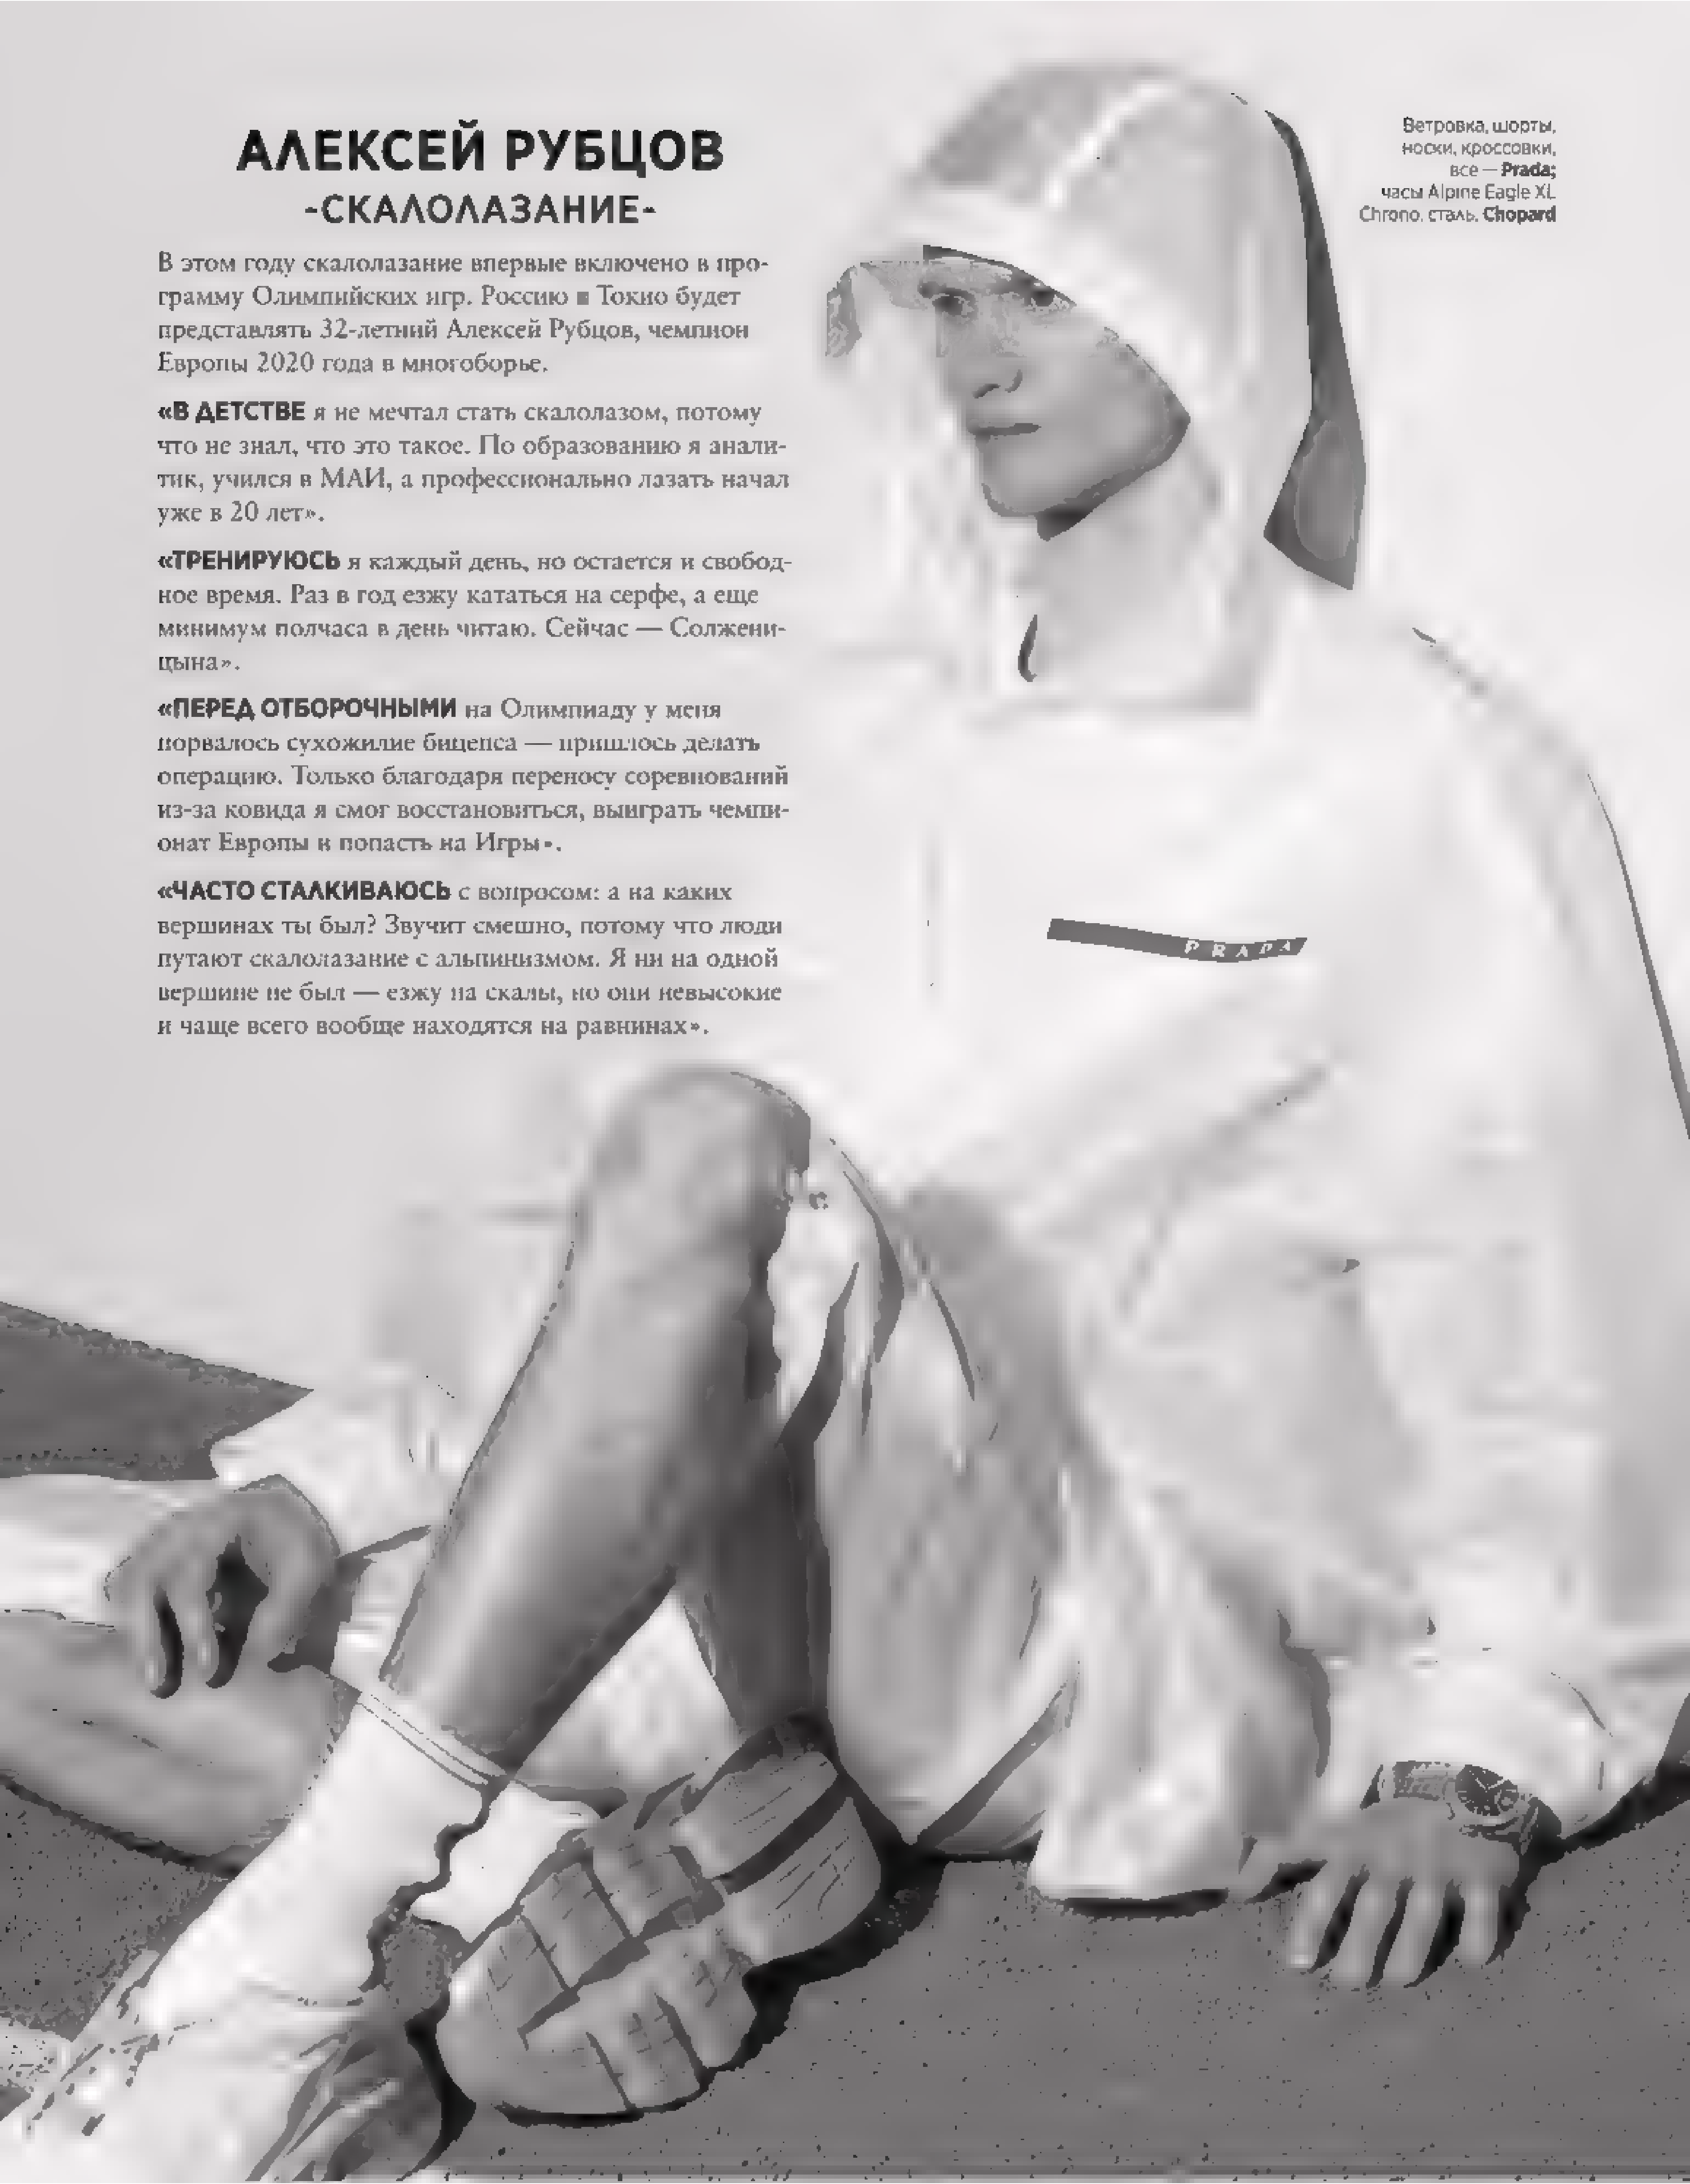 АЛЕКСЕЙ РУБЦОВ
-СКАЛОЛАЗАНИЕ-
В этом году скалолазание впервые включено в про-
грамму Олимпийских игр. Россию в Токио будет
представлять 32-летний Алексей Рубцов, чемпион
Европы 2020 года в многоборье.
«В ДЕТСТВЕ я не мечтал стать скалолазом, потому
что не знал, что это такое. По образованию я анали-
тик, учился в МАИ, а профессионально лазать начал
уже в 20 лет».
«ТРЕНИРУЮСЬ я каждый день, но остается и свобод-
ное время. Раз в год езжу кататься на серфе, а еще
минимум полчаса в день читаю. Сейчас — Солжени-
цына».
«ПЕРЕД ОТБОРОЧНЫМИ на Олимпиаду у меня
порвалось сухожилие бицепса — пришлось делать
операцию. Только благодаря переносу соревнований
из-за ковида я смог восстановиться, выиграть чемпи-
онат Европы и попасть на Игры».
«ЧАСТО СТАЛКИВАЮСЬ с вопросом: а на каких
вершинах ты был? Звучит смешно, потому что люди
путают скалолазание с альпинизмом. Я ни на одной
вершине не был — езжу на скалы, но они невысокие
и чаще всего вообще находятся на равнинах».
Ветровка, шорты,
носки, кроссовки,
все — Prada;
часы Alpine Eagle XL
Chrono, сталь, Chopard
PRADA